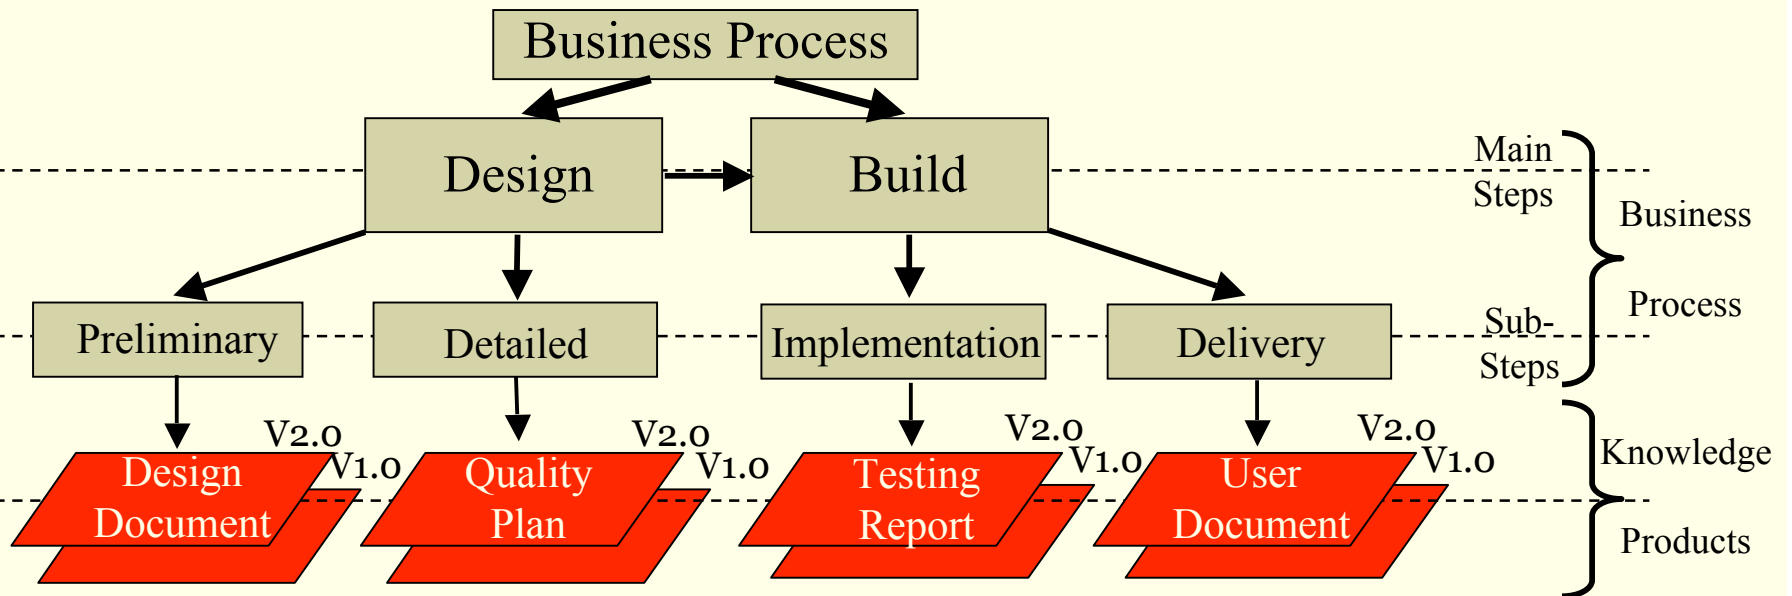 Business Process
Design
Build
Main
Steps
Business
Process
Preliminary
Detailed
Implementation
Delivery
Sub-
Steps
V2.0
V1.0
Design
Document
V2.0
V1.0
Quality
Plan
V2.0
V1.0
Testing
Report
V2.0
V1.0
User
Document
Knowledge
Products